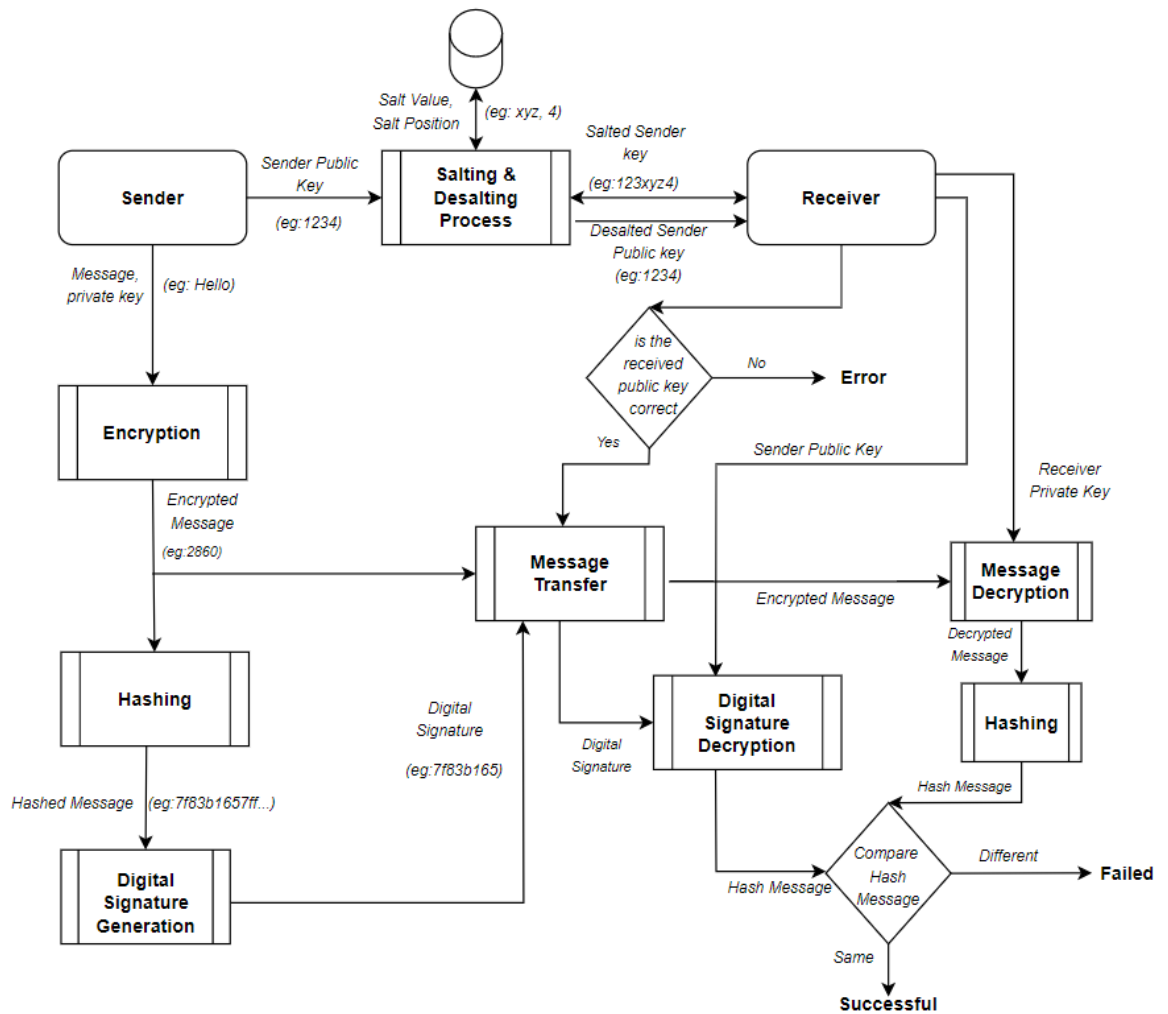 Salt Value,
Salt Position
(eg: xyz, 4)
Sender
Sender Public
Key
(eg:1234)
Salting &
Desalting
Process
Salted Sender
key
(eg:123xyz4)
Desalted Sender
Public key
(eg:1234)
Receiver
Message,
private key
(eg: Hello)
is the
received
public key
correct
No
Error
Yes
Encryption
Sender Public Key
Receiver
Private Key
Encrypted
Message
(eg:2860)
Message
Transfer
Encrypted Message
Message
Decryption
Decrypted
Message
Hashing
Digital
Signature
(eg:7f83b165)
Digital
Signature
Digital
Signature
Decryption
Hashing
Hashed Message
(eg:7f83b1657ff...)
Hash Message
Digital
Signature
Generation
Hash Message
Compare
Hash
Message
Different
Failed
Same
Successful